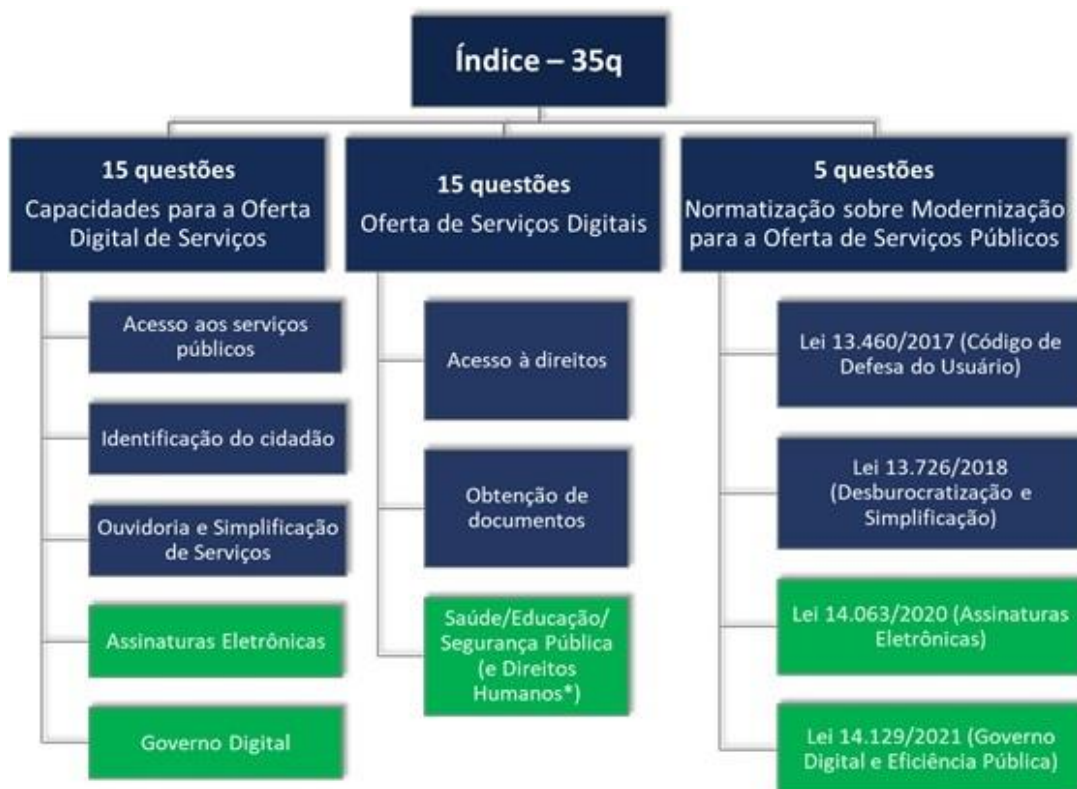 Índice – 35q
15 questões
Capacidades para a Oferta
Digital de Serviços
Acesso aos serviços
públicos
Identificação do cidadão
Ouvidoria e Simplificação
de Serviços
Assinaturas Eletrônicas
Governo Digital
15 questões
Oferta de Serviços Digitais
Acesso à direitos
Obtenção de
documentos
Saúde/Educação/
Segurança Pública
(e Direitos
Humanos*)
5 questões
Normatização sobre Modernização
para a Oferta de Serviços Públicos
Lei 13.460/2017 (Código de
Defesa do Usuário)
Lei 13.726/2018
(Desburocratização e
Simplificação)
Lei 14.063/2020 (Assinaturas
Eletrônicas)
Lei 14.129/2021 (Governo
Digital e Eficiência Pública)